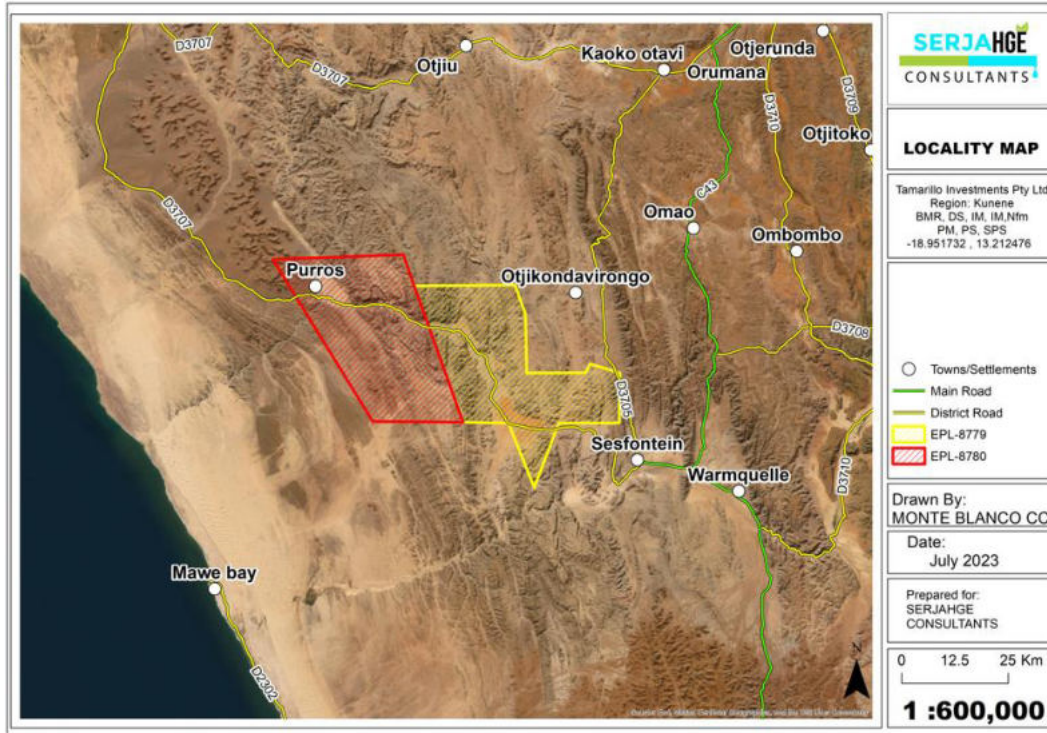 D3707
D3707
Otjiu
Kaoko otavi
Orumana
Otjerunda
D3710
D3709
Otjitoko
D3707
C43
Omao
Ombombo
Purros
Otjikondavirongo
D3708
D3705
Sesfontein
Warmquelle
D3710
Mawe bay
D2302
SERJAHGE
CONSULTANTS
LOCALITY MAP
Tamarillo Investments Pty Ltd
Region: Kunene
BMR, DS, IM, IM,Nfm
PM, PS, SPS
-18.951732 , 13.212476
Towns/Settlements
Main Road
District Road
EPL-8779
EPL-8780
Drawn By:
MONTE BLANCO CC
Date:
July 2023
Prepared for:
SERJAHGE
CONSULTANTS
0 12.5 25 Km
1 :600,000
N